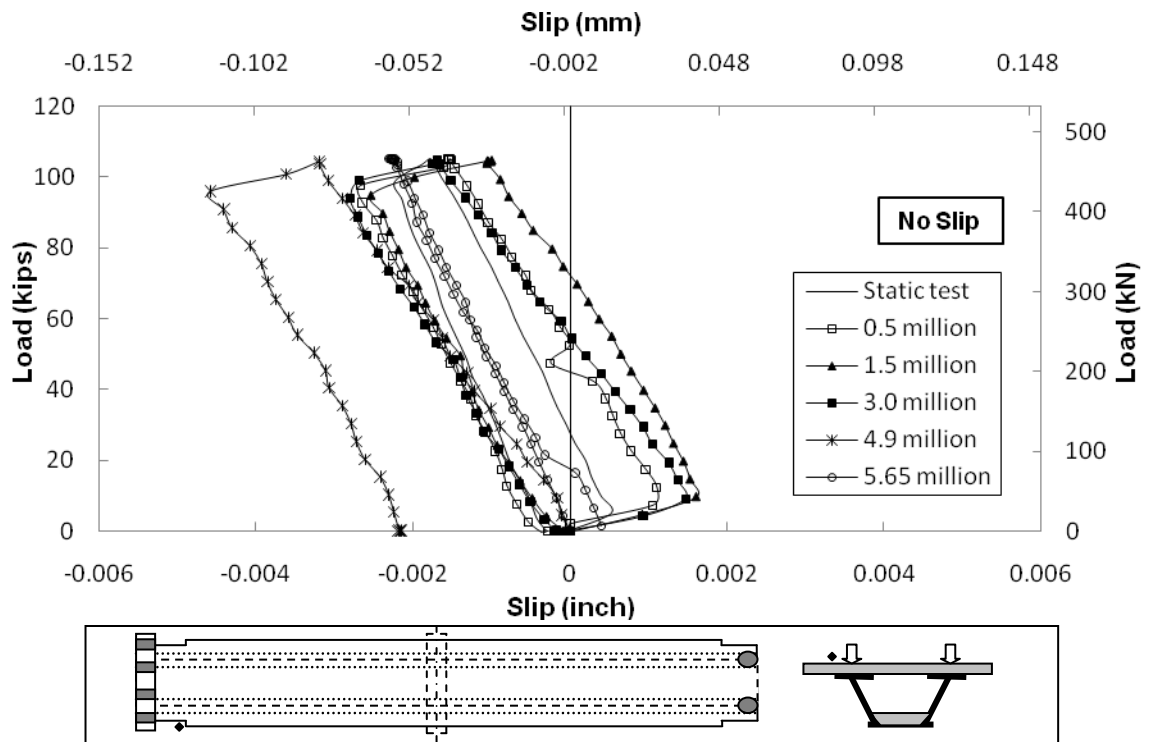 Slip (mm)
-0.152 -0.102 -0.052 -0.002 0.048 0.098 0.148
120
100
80
60
40
20
0
Load (kips)
500
400
300
200
100
0
Load (kN)
No Slip
Static test
0.5 million
1.5 million
3.0 million
4.9 million
5.65 million
-0.006 -0.004 -0.002 0 0.002 0.004 0.006
Slip (inch)